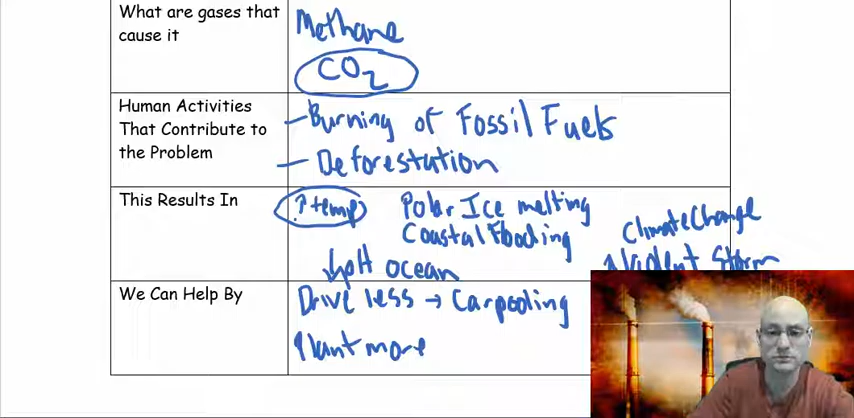 What are gases that
cause it
Methane
CO2
Human Activities
That Contribute to
the Problem
- Burning of Fossil Fuels
- Deforestation
This Results In
↑temp
Polar Ice melting
Coastal Flooding
Climate Change
↑Violent Storm
↓pH ocean
We Can Help By
Drive less → Carpooling
Plant more